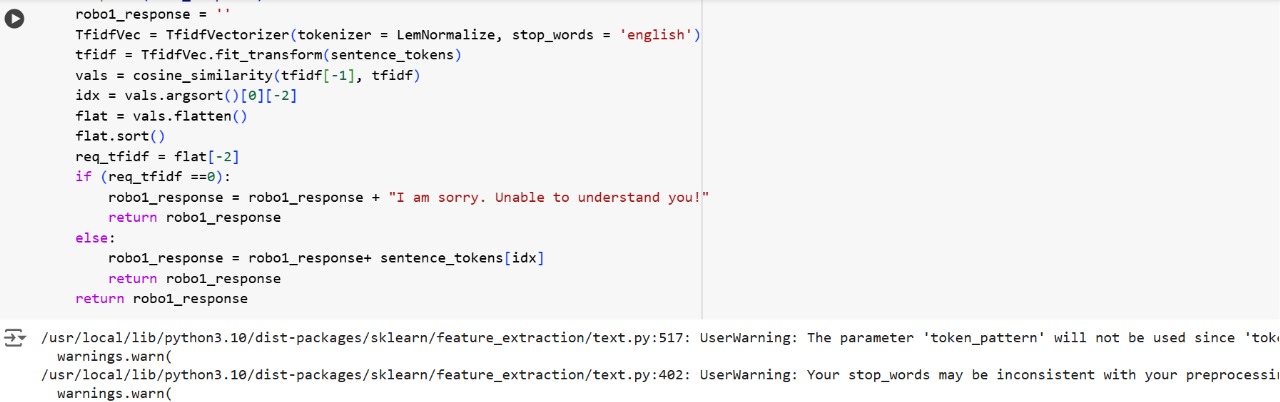 robo1_response = ''
TfidfVec = TfidfVectorizer(tokenizer = LemNormalize, stop_words = 'english')
tfidf = TfidfVec.fit_transform(sentence_tokens)
vals = cosine_similarity(tfidf[-1], tfidf)
idx = vals.argsort()[0][-2]
flat = vals.flatten()
flat.sort()
req_tfidf = flat[-2]
if (req_tfidf ==0):
    robo1_response = robo1_response + "I am sorry. Unable to understand you!"
    return robo1_response
else:
    robo1_response = robo1_response+ sentence_tokens[idx]
    return robo1_response
return robo1_response
/usr/local/lib/python3.10/dist-packages/sklearn/feature_extraction/text.py:517: UserWarning: The parameter 'token_pattern' will not be used since
  warnings.warn(
/usr/local/lib/python3.10/dist-packages/sklearn/feature_extraction/text.py:402: UserWarning: Your stop_words may be inconsistent with your
  warnings.warn(